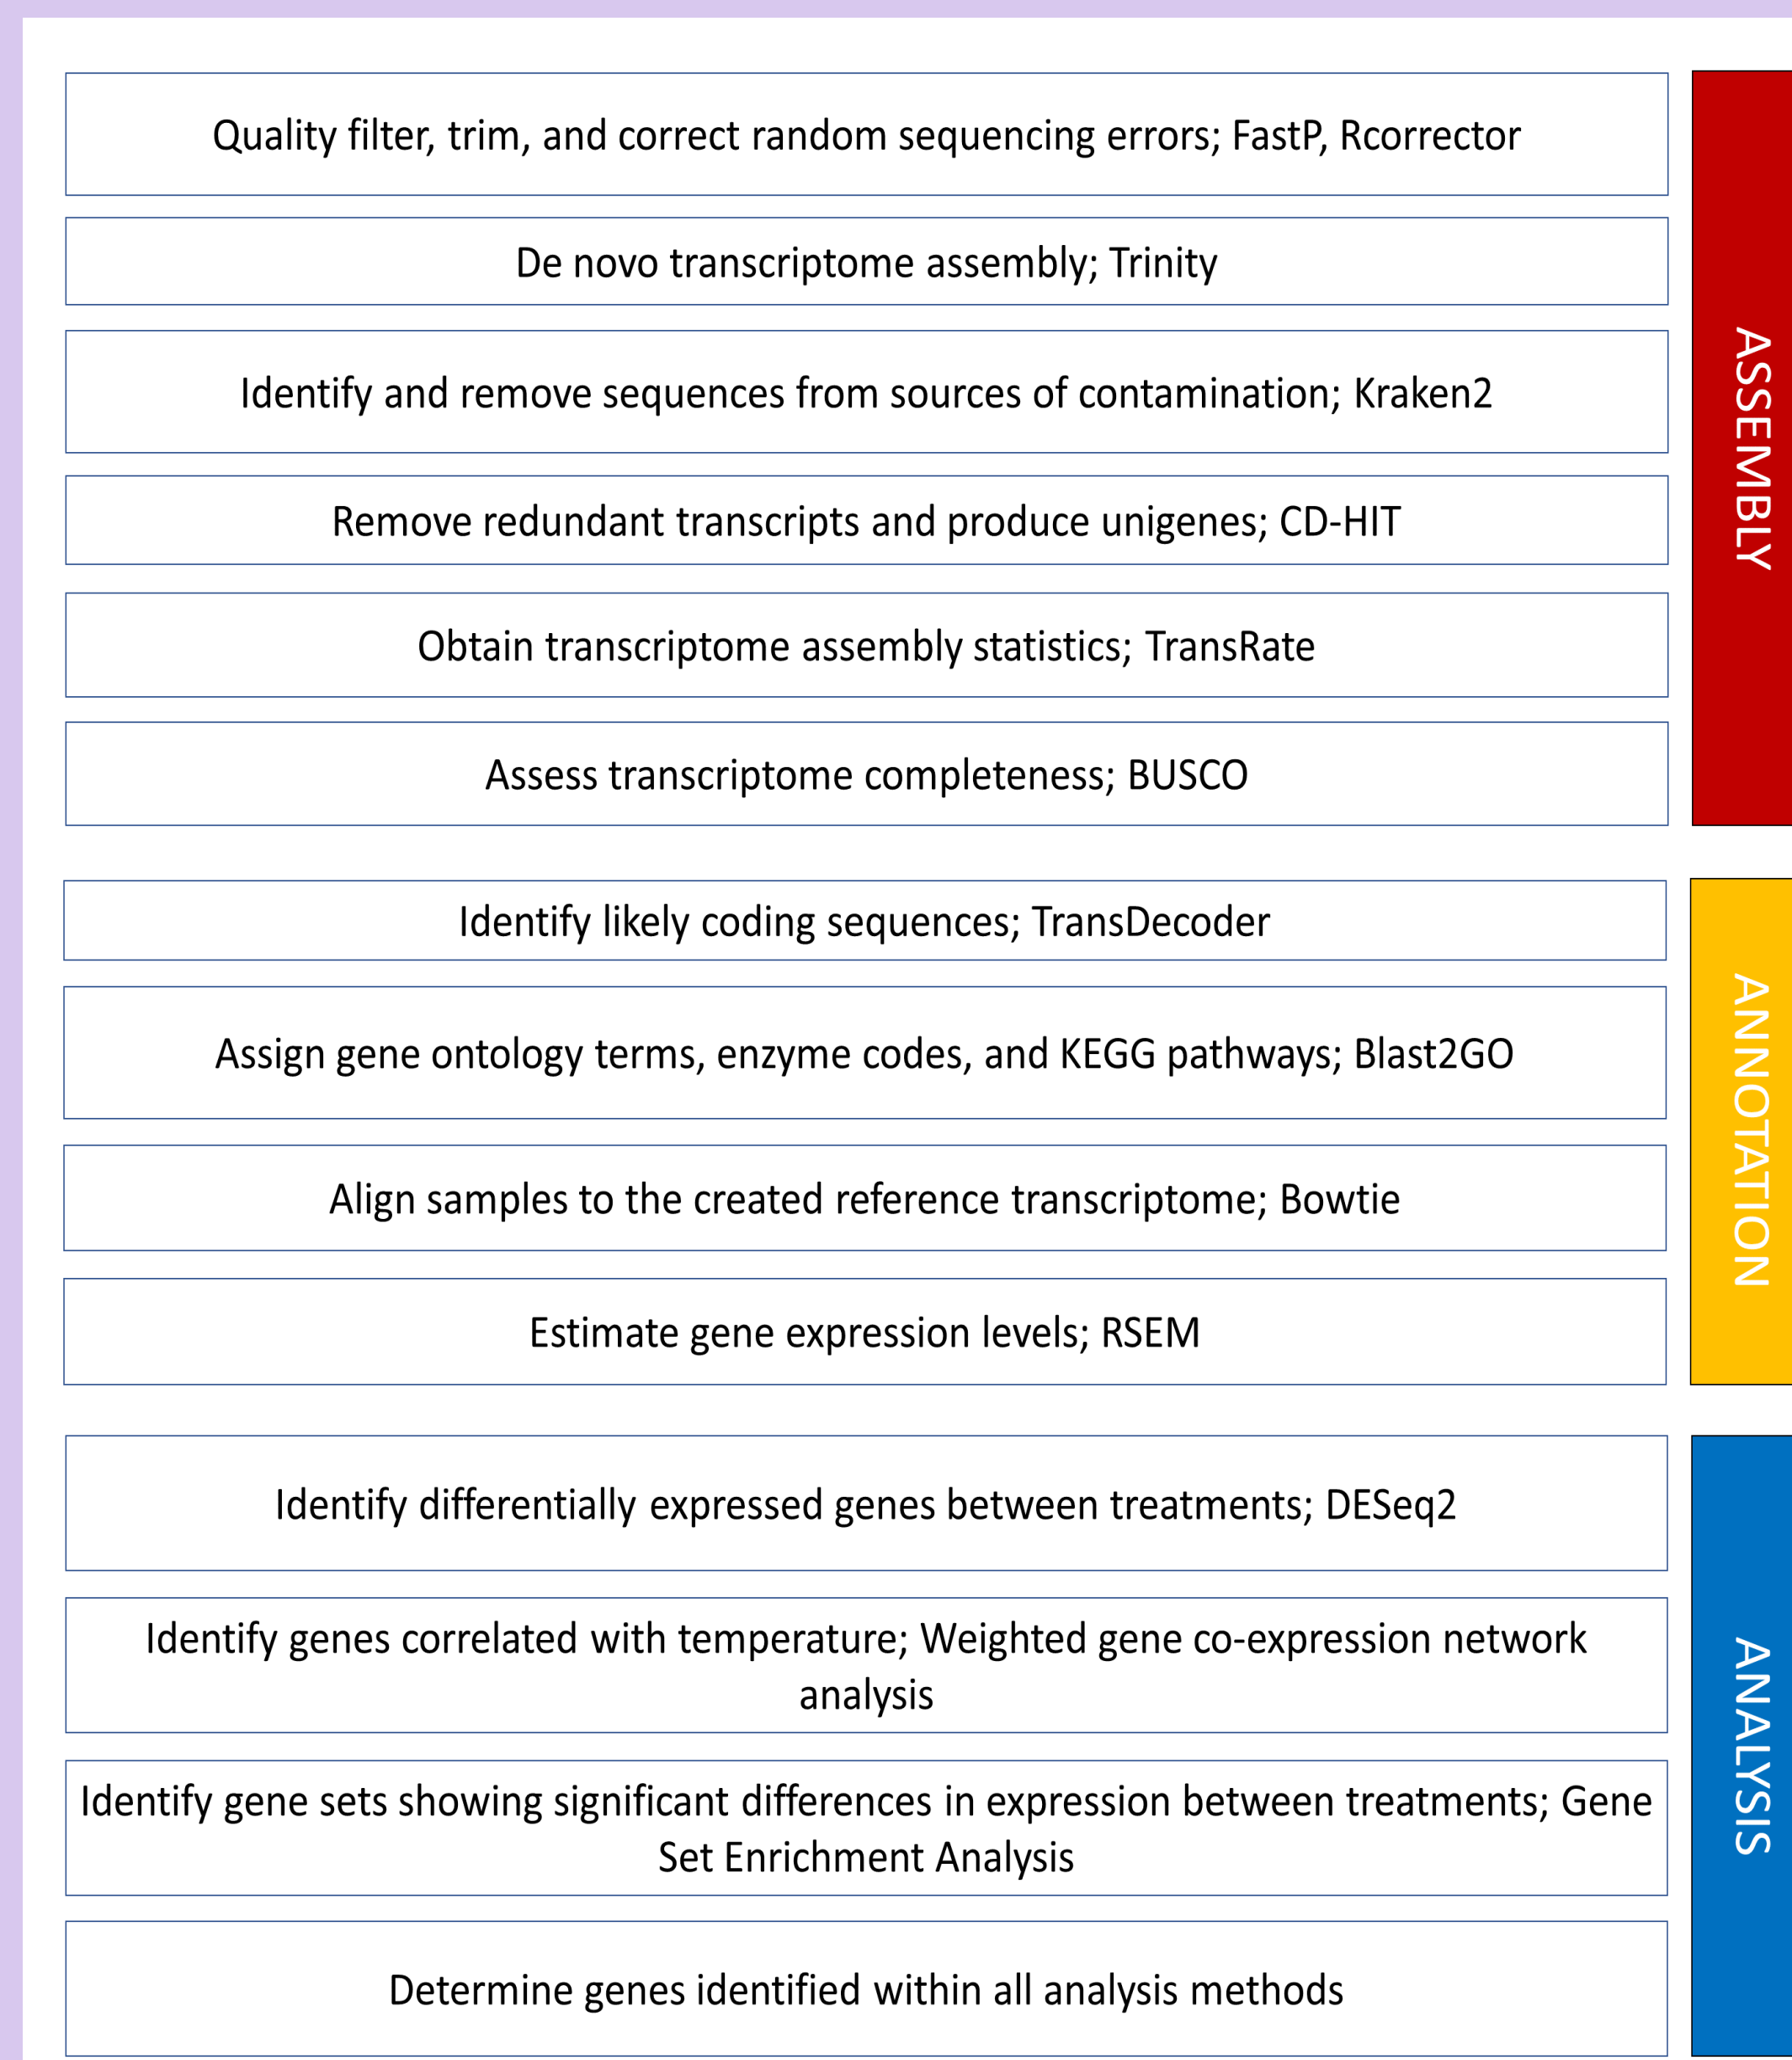 Quality filter, trim, and correct random sequencing errors; FastP, Rcorrector
De novo transcriptome assembly; Trinity
Identify and remove sequences from sources of contamination; Kraken2
Remove redundant transcripts and produce unigenes; CD-HIT
Obtain transcriptome assembly statistics; TransRate
Assess transcriptome completeness; BUSCO
ASSEMBLY
Identify likely coding sequences; TransDecoder
Assign gene ontology terms, enzyme codes, and KEGG pathways; Blast2GO
Align samples to the created reference transcriptome; Bowtie
Estimate gene expression levels; RSEM
ANNOTATION
Identify differentially expressed genes between treatments; DESeq2
Identify genes correlated with temperature; Weighted gene co-expression network
analysis
Identify gene sets showing significant differences in expression between treatments; Gene
Set Enrichment Analysis
Determine genes identified within all analysis methods
ANALYSIS